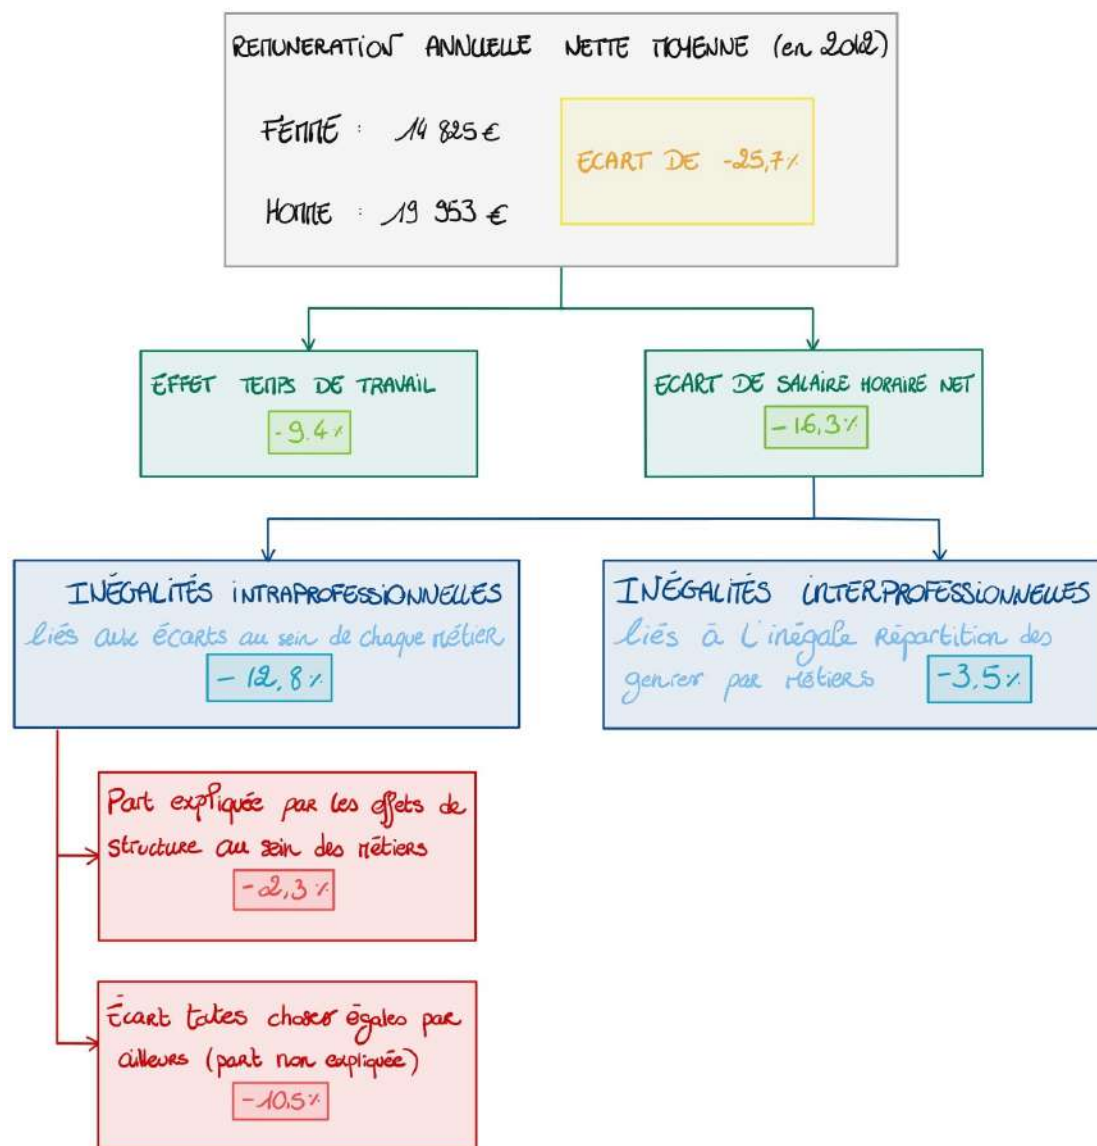 REMUNERATION ANNUELLE NETTE MOYENNE (en 2012)
FEMME : 14 825 €
ECART DE -25,7%
HOMME : 19 953 €
EFFET TEMPS DE TRAVAIL
-9.4%
ECART DE SALAIRE HORAIRE NET
-16,3%
INÉGALITÉS INTRAPROFESSIONNELLES
liés aux écarts au sein de chaque métier
-12,8%
INÉGALITÉS INTERPROFESSIONNELLES
liés à l'inégale répartition des
genres par métiers -3,5%
Part expliquée par les effets de
structure au sein des métiers
-2,3%
Écart toutes choses égales par
ailleurs (part non expliquée)
-10,5%